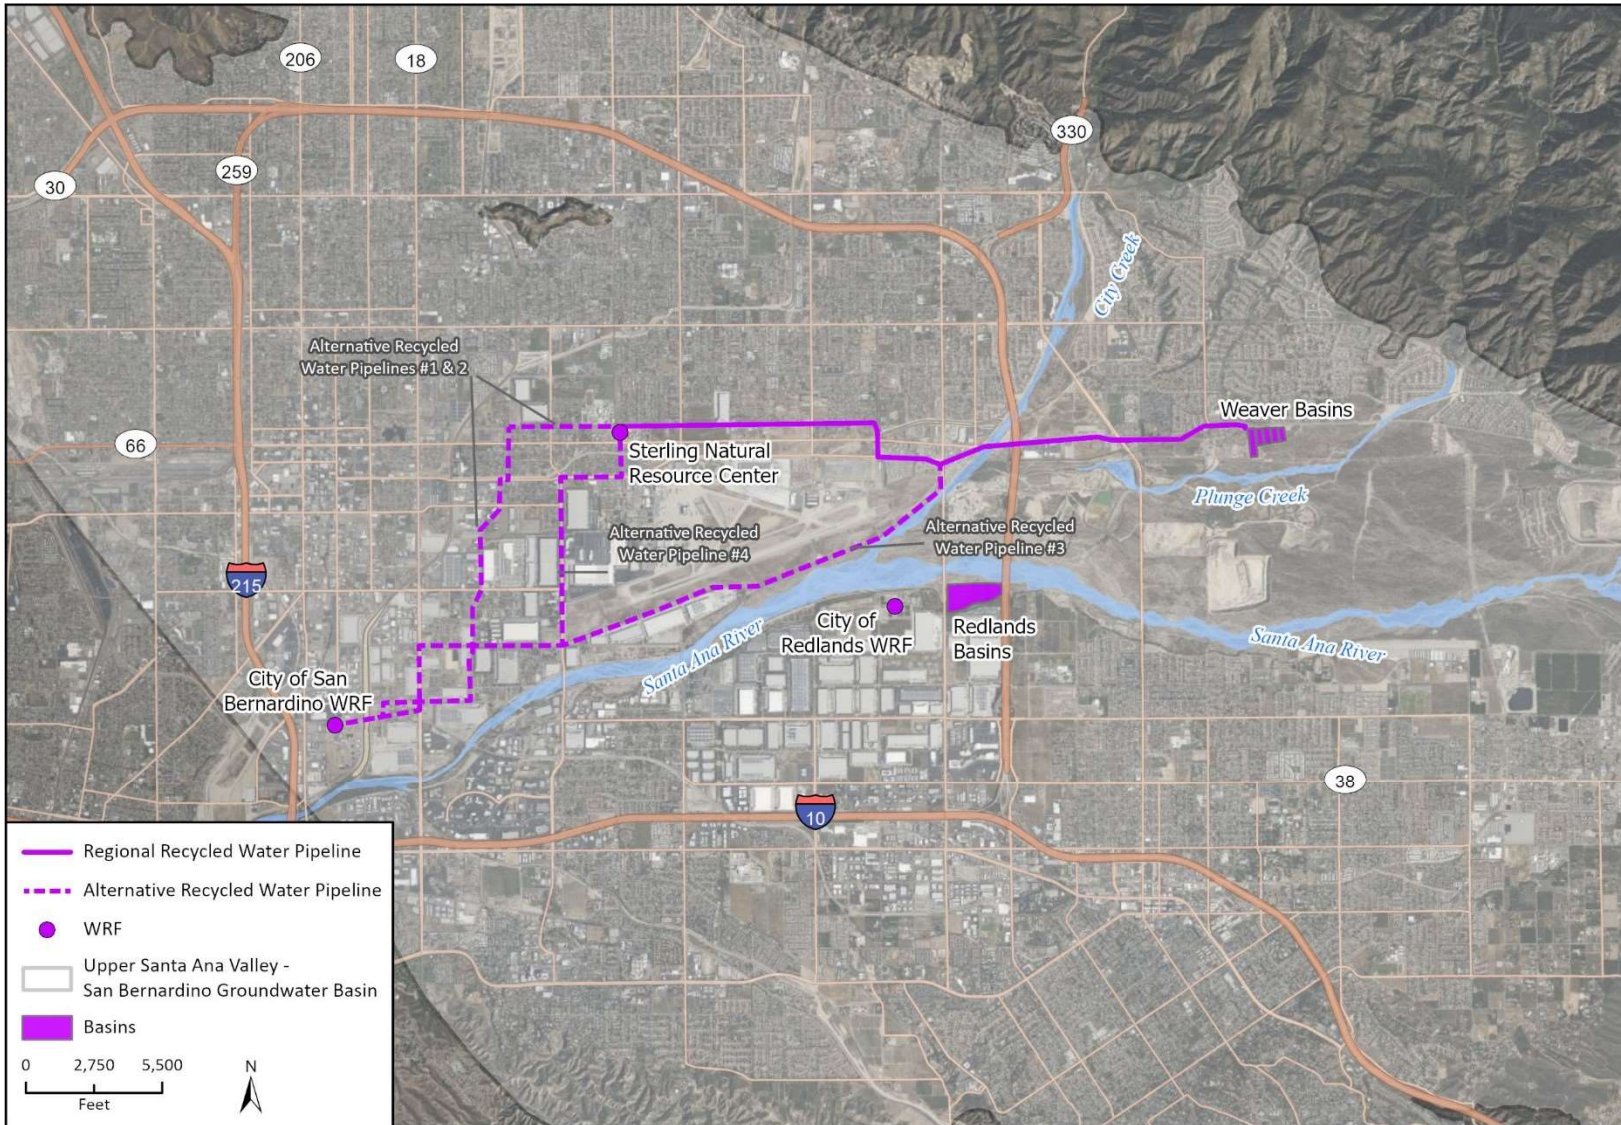 206
18
330
259
30
City Creek
Alternative Recycled
Water Pipelines #1 & 2
Weaver Basins
66
Sterling Natural
Resource Center
Plunge Creek
Alternative Recycled
Water Pipeline #4
Alternative Recycled
Water Pipeline #3
215
City of
Redlands WRF
Redlands
Basins
Santa Ana River
Santa Ana River
City of San
Bernardino WRF
38
10
Regional Recycled Water Pipeline
Alternative Recycled Water Pipeline
WRF
Upper Santa Ana Valley -
San Bernardino Groundwater Basin
Basins
0 2,750 5,500
Feet
N